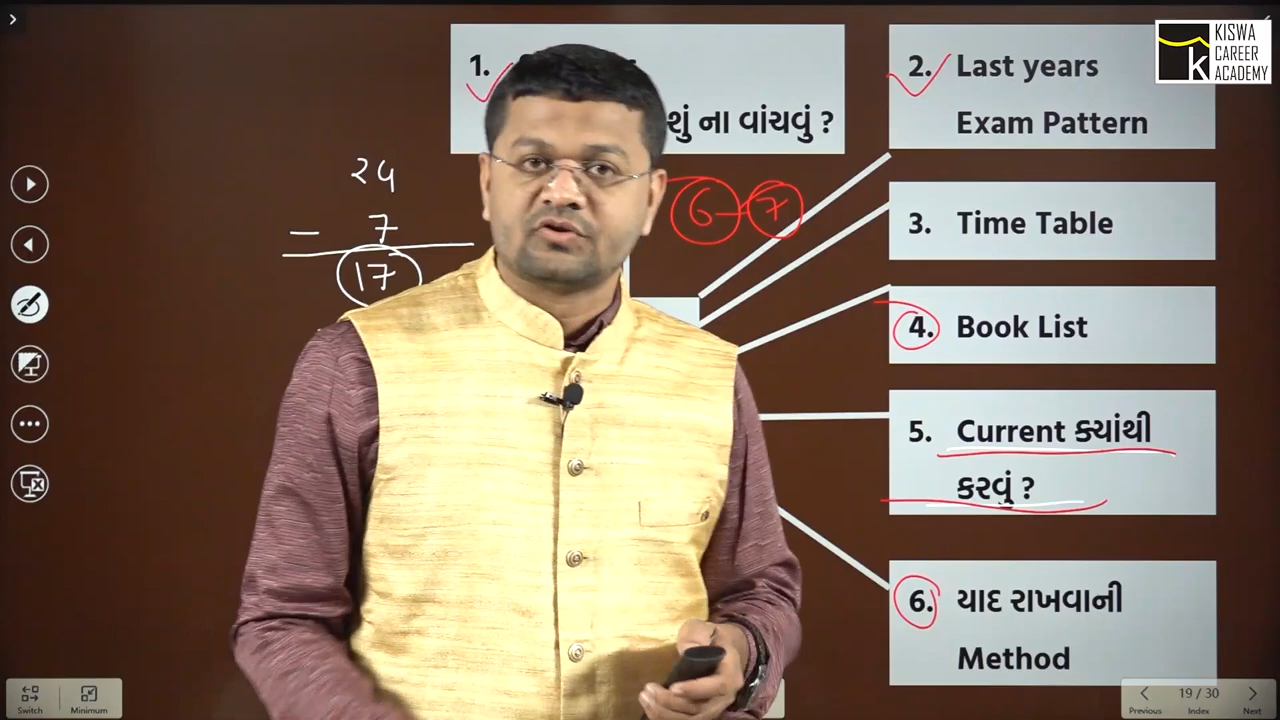 KISWA
CAREER
ACADEMY
1.
શું ના વાંચવું ?
2. Last years
Exam Pattern
24
- 7
17
6-7
3. Time Table
4. Book List
5. Current ક્યાંથી
કરવું ?
6. યાદ રાખવાની
Method
Switch
Minimum
19 / 30
Previous
Index
Next